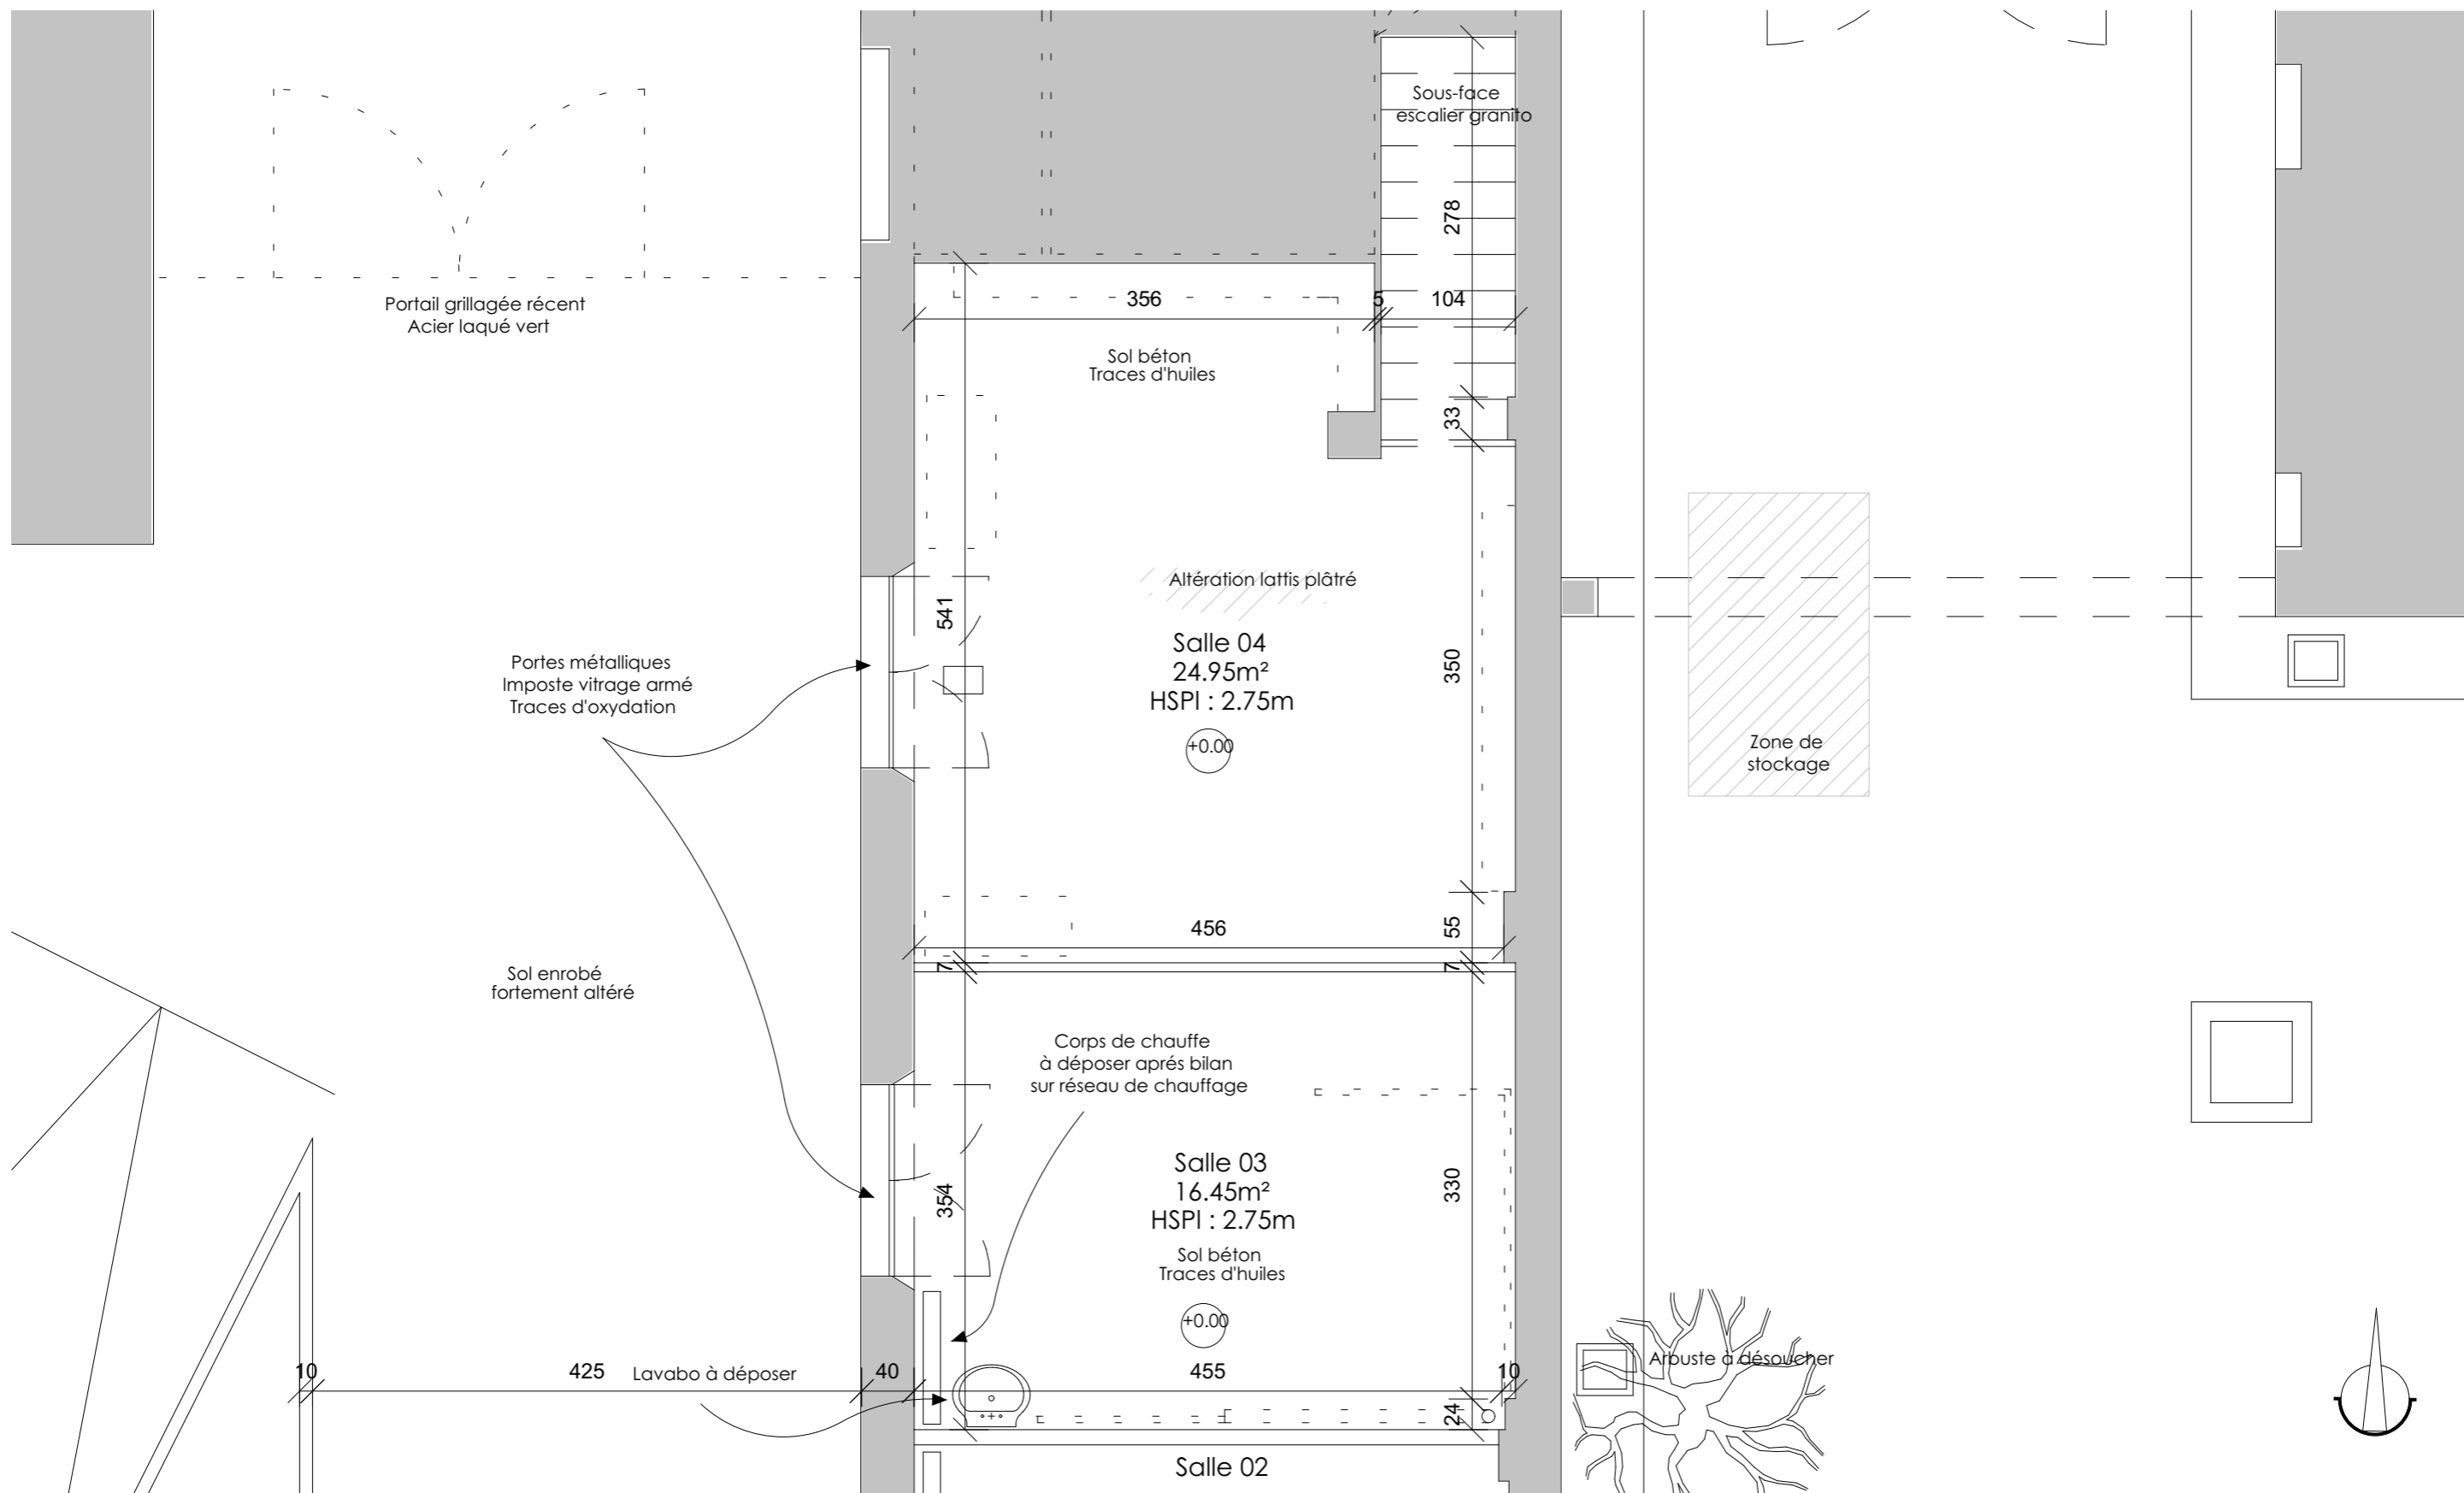 Sous-face
escalier granito
278
Portail grillagée récent
Acier laqué vert
356
5
104
Sol béton
Traces d'huiles
33
Altération lattis plâtré
541
Salle 04
24.95m²
HSPI : 2.75m
+0.00
350
Portes métalliques
Imposte vitrage armé
Traces d'oxydation
Zone de
stockage
456
55
7
7
Sol enrobé
fortement altéré
Corps de chauffe
à déposer aprés bilan
sur réseau de chauffage
354
Salle 03
16.45m²
HSPI : 2.75m
330
Sol béton
Traces d'huiles
+0.00
10
425
Lavabo à déposer
40
455
10
Arbuste à désoucher
24
Salle 02